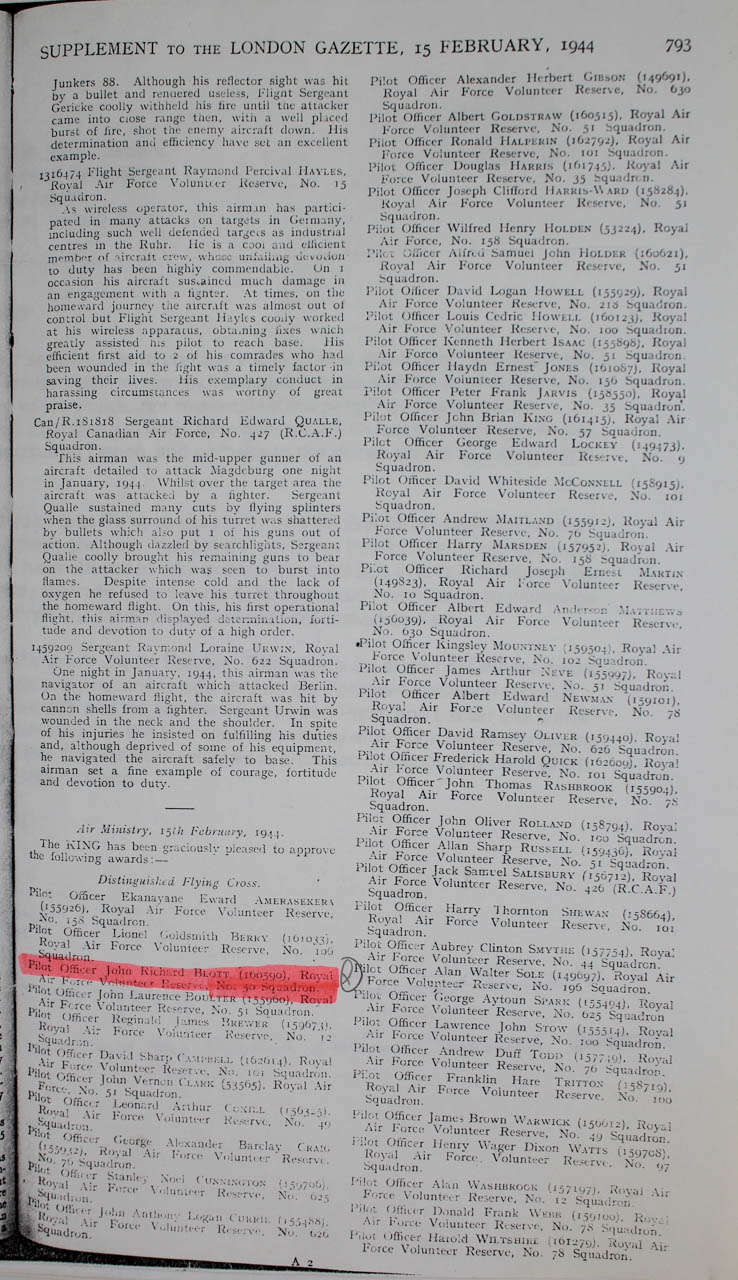 SUPPLEMENT TO THE LONDON GAZETTE, 15 FEBRUARY, 1944 793
Junkers 88. Although his reflector sight was hit
by a bullet and rendered useless, Flight Sergeant
Gericke coolly withheld his fire until the attacker
came into close range then, with a well placed
burst of fire, shot the enemy aircraft down. His
determination and efficiency have set an excellent
example.
1316474 Flight Sergeant Raymond Percival HAYLES,
Royal Air Force Volunteer Reserve, No. 15
Squadron.
As wireless operator, this airman has partici-
pated in many attacks on targets in Germany,
including such well defended targets as industrial
centres in the Ruhr. He is a cool and efficient
member of aircraft crew, whose unfailing devotion
to duty has been highly commendable. On 1
occasion his aircraft sustained much damage in
an engagement with a fighter. At times, on the
homeward journey the aircraft was almost out of
control but Flight Sergeant Hayles coolly worked
at his wireless apparatus, obtaining fixes which
greatly assisted his pilot to reach base. His
efficient first aid to 2 of his comrades who had
been wounded in the fight was a timely factor in
saving their lives. His exemplary conduct in
harassing circumstances was worthy of great
praise.
Can/R.181818 Sergeant Richard Edward QUALLE,
Royal Canadian Air Force, No. 427 (R.C.A.F.)
Squadron.
This airman was the mid-upper gunner of an
aircraft detailed to attack Magdeburg one night
in January, 1944. Whilst over the target area the
aircraft was attacked by a fighter. Sergeant
Qualle sustained many cuts by flying splinters
when the glass surround of his turret was shattered
by bullets which also put 1 of his guns out of
action. Although dazzled by searchlights, Sergeant
Qualle coolly brought his remaining guns to bear
on the attacker which was seen to burst into
flames. Despite intense cold and the lack of
oxygen he refused to leave his turret throughout
the homeward flight. On this, his first operational
flight, this airman displayed determination, forti-
tude and devotion to duty of a high order.
1459209 Sergeant Raymond Loraine URWIN, Royal
Air Force Volunteer Reserve, No. 622 Squadron.
One night in January, 1944, this airman was the
navigator of an aircraft which attacked Berlin.
On the homeward flight, the aircraft was hit by
cannon shells from a fighter. Sergeant Urwin was
wounded in the neck and the shoulder. In spite
of his injuries he insisted on fulfilling his duties
and, although deprived of some of his equipment,
he navigated the aircraft safely to base. This
airman set a fine example of courage, fortitude
and devotion to duty.
Air Ministry, 15th February, 1944.
The KING has been graciously pleased to approve
the following awards:—
Distinguished Flying Cross.
Pilot Officer Ekanayane Eward AMERASEKERA
(155926), Royal Air Force Volunteer Reserve,
No. 158 Squadron.
Pilot Officer Lionel Goldsmith BERRY (161033),
Royal Air Force Volunteer Reserve, No. 106
Squadron.
Pilot Officer John Richard BLOTT (160590), Royal
Air Force Volunteer Reserve, No. 50 Squadron.
Pilot Officer John Laurence BOULTER (155960), Royal
Air Force Volunteer Reserve, No. 51 Squadron.
Pilot Officer Reginald James BREWER (159673),
Royal Air Force Volunteer Reserve, No. 12
Squadron.
Pilot Officer David Sharp CAMPBELL (162614), Royal
Air Force Volunteer Reserve, No. 101 Squadron.
Pilot Officer John Vernon CLARK (53565), Royal Air
Force, No. 51 Squadron.
Pilot Officer Leonard Arthur
Royal Air Force Volunteer Reserve, No. 49
Squadron.
Pilot Officer George Alexander Barclay CRAIG
(155932), Royal Air Force Volunteer Reserve,
No. 76 Squadron.
Pilot Officer Stanley Noel CUNNINGTON (159706),
Royal Air Force Volunteer Reserve, No. 625
Squadron.
Pilot Officer John Anthony Logan CURRIE (155488),
Royal Air Force Volunteer Reserve, No. 626
Squadron.
A 2
Pilot Officer Alexander Herbert GIBSON (149691),
Royal Air Force Volunteer Reserve, No. 630
Squadron.
Pilot Officer Albert GOLDSTRAW (160515), Royal Air
Force Volunteer Reserve, No. 51 Squadron.
Pilot Officer Ronald HALPERIN (162792), Royal Air
Force Volunteer Reserve, No. 101 Squadron.
Pilot Officer Douglas HARRIS (161745), Royal Air
Force Volunteer Reserve, No. 35 Squadron.
Pilot Officer Joseph Clifford HARRIS-WARD (158284),
Royal Air Force Volunteer Reserve, No. 51
Squadron.
Pilot Officer Wilfred Henry HOLDEN (53224), Royal
Air Force, No. 158 Squadron.
Pilot Officer Alfred Samuel John HOLDER (160621),
Royal Air Force Volunteer Reserve, No. 51
Squadron.
Pilot Officer David Logan HOWELL (155929), Royal
Air Force Volunteer Reserve, No. 218 Squadron.
Pilot Officer Louis Cedric HOWELL (160123), Royal
Air Force Volunteer Reserve, No. 100 Squadron.
Pilot Officer Kenneth Herbert ISAAC (155898), Royal
Air Force Volunteer Reserve, No. 51 Squadron.
Pilot Officer Haydn Ernest JONES (161087), Royal
Air Force Volunteer Reserve, No. 156 Squadron.
Pilot Officer Peter Frank JARVIS (158550), Royal
Air Force Volunteer Reserve, No. 35 Squadron.
Pilot Officer John Brian KING (161415), Royal
Air Force Volunteer Reserve, No. 57 Squadron.
Pilot Officer George Edward LOCKEY (149473),
Royal Air Force Volunteer Reserve, No. 9
Squadron.
Pilot Officer David Whiteside MCCONNELL (158915),
Royal Air Force Volunteer Reserve, No. 101
Squadron.
Pilot Officer Andrew MAITLAND (155912), Royal Air
Force Volunteer Reserve, No. 76 Squadron.
Pilot Officer Harry MARSDEN (157952), Royal Air
Force Volunteer Reserve, No. 158 Squadron.
Pilot Officer Richard Joseph Ernest MARTIN
(149823), Royal Air Force Volunteer Reserve,
No. 10 Squadron.
Pilot Officer Albert Edward Anderson MATTHEWS
(156039), Royal Air Force Volunteer Reserve,
No. 630 Squadron.
Pilot Officer Kingsley MOUNTNEY (159504), Royal Air
Force Volunteer Reserve, No. 102 Squadron.
Pilot Officer James Arthur NEVE (155997), Royal
Air Force Volunteer Reserve, No. 51 Squadron.
Pilot Officer Albert Edward NEWMAN (159101),
Royal Air Force Volunteer Reserve, No. 78
Squadron.
Pilot Officer David Ramsey OLIVER (159440), Royal
Air Force Volunteer Reserve, No. 626 Squadron.
Pilot Officer Frederick Harold QUICK (162609), Royal
Air Force Volunteer Reserve, No. 101 Squadron.
Pilot Officer John Thomas RASHBROOK (155904),
Royal Air Force Volunteer Reserve, No. 78
Squadron.
Pilot Officer John Oliver ROLLAND (158794), Royal
Air Force Volunteer Reserve, No. 100 Squadron.
Pilot Officer Allan Sharp RUSSELL (159436), Royal
Air Force Volunteer Reserve, No. 51 Squadron.
Pilot Officer Jack Samuel SALISBURY (156712), Royal
Air Force Volunteer Reserve, No. 426 (R.C.A.F.)
Squadron.
Pilot Officer Harry Thornton SHEWAN (158664),
Royal Air Force Volunteer Reserve, No. 101
Squadron.
Pilot Officer Aubrey Clinton SMYTHE (157754), Royal
Air Force Volunteer Reserve, No. 44 Squadron.
Pilot Officer Alan Walter SOLE (149697), Royal Air
Force Volunteer Reserve, No. 196 Squadron.
Pilot Officer George Aytoun SPARK (155494), Royal
Air Force Volunteer Reserve, No. 625 Squadron
Pilot Officer Lawrence John STOW (155514), Royal
Air Force Volunteer Reserve, No. 100 Squadron.
Pilot Officer Andrew Duff TODD Royal
Air Force Volunteer Reserve, No. 76 Squadron.
Pilot Officer Franklin Hare TRITTON (158719),
Royal Air Force Volunteer Reserve, No. 100
Squadron.
Pilot Officer James Brown WARWICK (156612), Royal
Air Force Volunteer Reserve, No. 49 Squadron.
Pilot Officer Henry Wager Dixon WATTS (159708),
Royal Air Force Volunteer Reserve, No. 97
Squadron.
Pilot Officer Alan WASHBROOK (157197), Royal Air
Force Volunteer Reserve, No. 12 Squadron.
Pilot Officer Donald Frank WEBB (159100), Royal
Air Force Volunteer Reserve, No. 78 Squadron.
Pilot Officer Harold WILTSHIRE (161279), Royal Air
Force Volunteer Reserve, No. 78 Squadron.